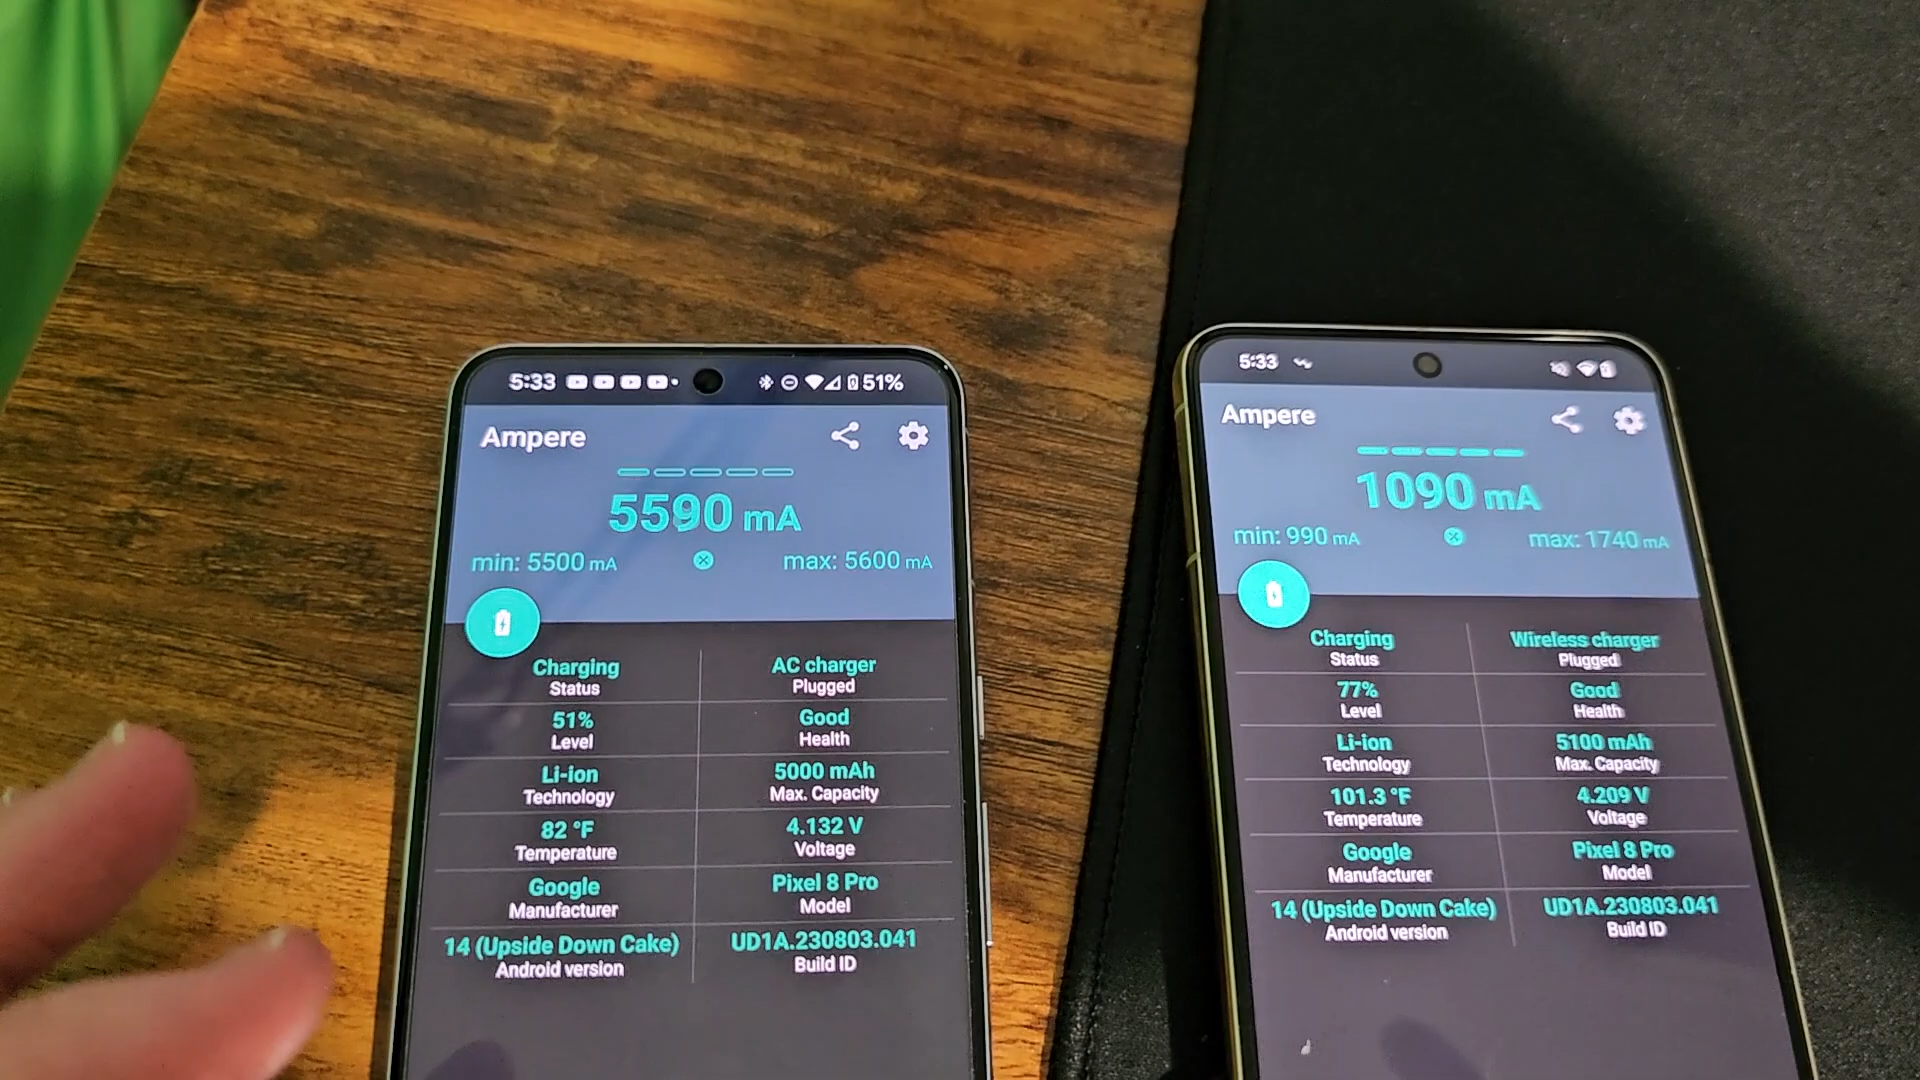 5:33 51%
Ampere
5590 mA
min: 5500 mA max: 5600 mA
Charging AC charger
Status Plugged
51% Good
Level Health
Li-ion 5000 mAh
Technology Max. Capacity
82 °F 4.132 V
Temperature Voltage
Google Pixel 8 Pro
Manufacturer Model
14 (Upside Down Cake) UD1A.230803.041
Android version Build ID
5:33
Ampere
1090 mA
min: 990 mA max: 1740 mA
Charging Wireless charger
Status Plugged
77% Good
Level Health
Li-ion 5100 mAh
Technology Max. Capacity
101.3 °F 4.209 V
Temperature Voltage
Google Pixel 8 Pro
Manufacturer Model
14 (Upside Down Cake) UD1A.230803.041
Android version Build ID